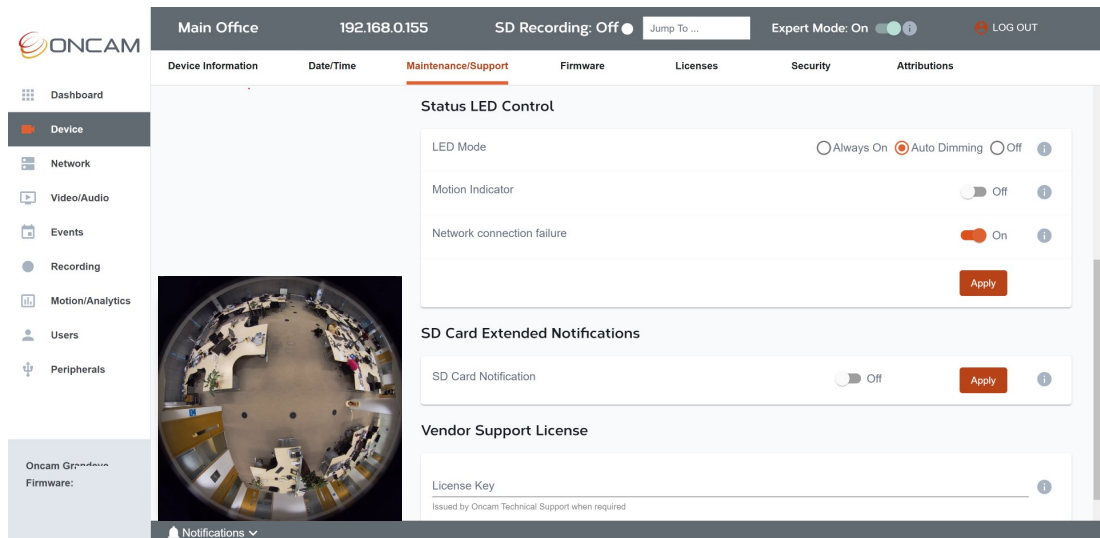 ONCAM
Main Office 192.168.0.155 SD Recording: Off Jump To ... Expert Mode: On LOG OUT
Device Information Date/Time Maintenance/Support Firmware Licenses Security Attributions
Dashboard
Device
Network
Video/Audio
Events
Recording
Motion/Analytics
Users
Peripherals
Oncam
Firmware:
Status LED Control
LED Mode Always On Auto Dimming Off
Motion Indicator Off
Network connection failure On
Apply
SD Card Extended Notifications
SD Card Notification Off Apply
Vendor Support License
License Key
Issued by Oncam Technical Support when required
Notifications